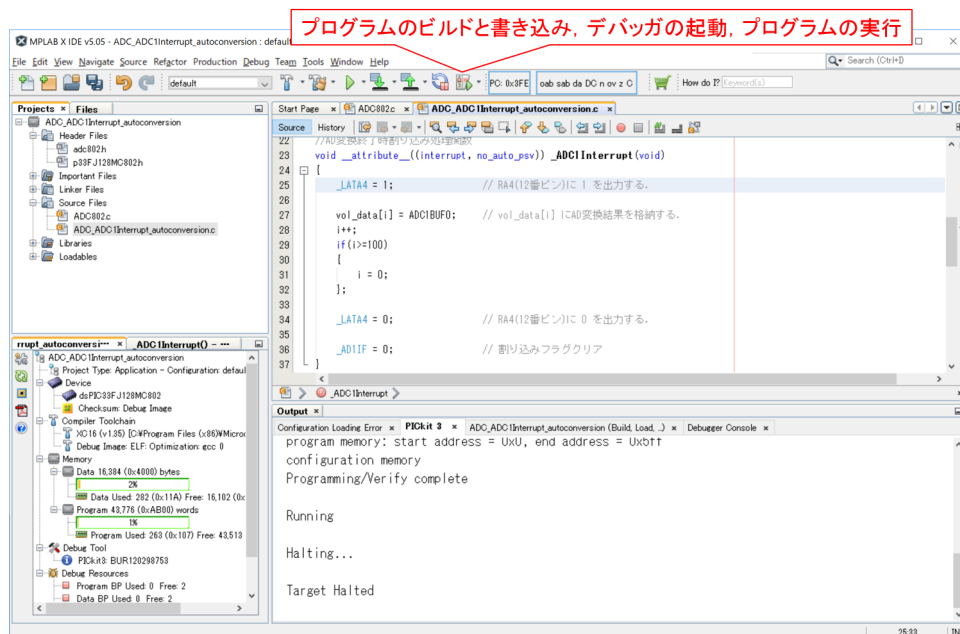 プログラムのビルドと書き込み，デバッガの起動，プログラムの実行
MPLAB X IDE v5.05 - ADC_ADC1Interrupt_autoconversion : default
File Edit View Navigate Source Refactor Production Debug Team Tools Window Help
Search (Ctrl+I)
default
PC: 0x3FE
oab sab da DC n ov z C
How do I?
(Keyword(s))
Projects × Files
ADC_ADC1Interrupt_autoconversion
Header Files
adc802.h
p33FJ128MC802.h
Important Files
Linker Files
Source Files
ADC802.c
ADC_ADC1Interrupt_autoconversion.c
Libraries
Loadables
Start Page × ADC802.c × ADC_ADC1Interrupt_autoconversion.c ×
Source History
22 //AD変換終了時割り込み処理関数
23 void __attribute__((interrupt, no_auto_psv)) _ADC1Interrupt(void)
24 {
25 _LATA4 = 1; // RA4(12番ピン)に 1 を出力する.
26
27 vol_data[i] = ADC1BUF0; // vol_data[i] にAD変換結果を格納する.
28 i++;
29 if(i>=100)
30 {
31 i = 0;
32 };
33
34 _LATA4 = 0; // RA4(12番ピン)に 0 を出力する.
35
36 _AD1IF = 0; // 割り込みフラグクリア
37 }
_ADC1Interrupt
rrupt_autoconversi… × _ADC1Interrupt() - …
ADC_ADC1Interrupt_autoconversion
Project Type: Application - Configuration: defaul
Device
dsPIC33FJ128MC802
Checksum: Debug Image
Compiler Toolchain
XC16 (v1.35) [C:¥Program Files (x86)¥Microc
Debug Image: ELF: Optimization: gcc 0
Memory
Data 16,384 (0x4000) bytes
2%
Data Used: 282 (0x11A) Free: 16,102 (0x
Program 43,776 (0xAB00) words
1%
Program Used: 263 (0x107) Free: 43,513
Debug Tool
PICkit3: BUR120298753
Debug Resources
Program BP Used: 0 Free: 2
Data BP Used: 0 Free: 2
Output ×
Configuration Loading Error × PICkit 3 × ADC_ADC1Interrupt_autoconversion (Build, Load, ...) × Debugger Console ×
program memory: start address = 0x0, end address = 0x5ff
configuration memory
Programming/Verify complete
Running
Halting...
Target Halted
25:33 IN